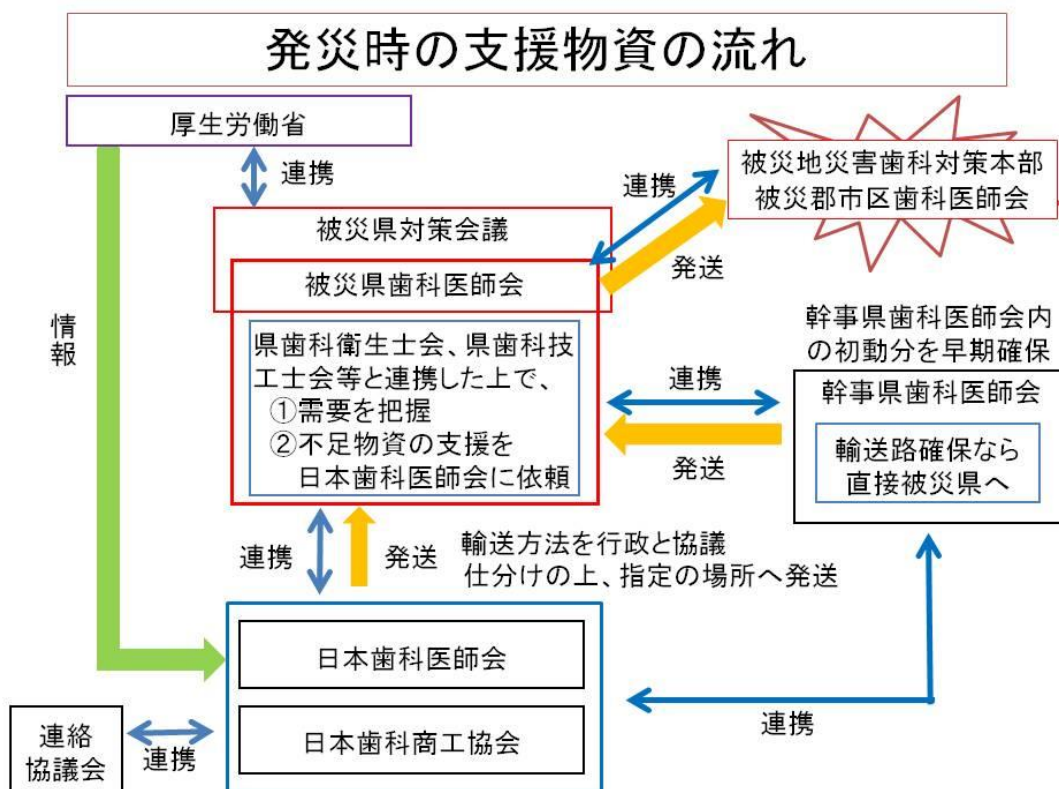 発災時の支援物資の流れ
厚生労働省
連携
被災地災害歯科対策本部
被災郡市区歯科医師会
連携
発送
被災県対策会議
被災県歯科医師会
県歯科衛生士会、県歯科技
工士会等と連携した上で、
①需要を把握
②不足物資の支援を
日本歯科医師会に依頼
情報
幹事県歯科医師会内
の初動分を早期確保
連携
発送
幹事県歯科医師会
輸送路確保なら
直接被災県へ
連携
発送
輸送方法を行政と協議
仕分けの上、指定の場所へ発送
日本歯科医師会
日本歯科商工協会
連絡
協議会
連携
連携